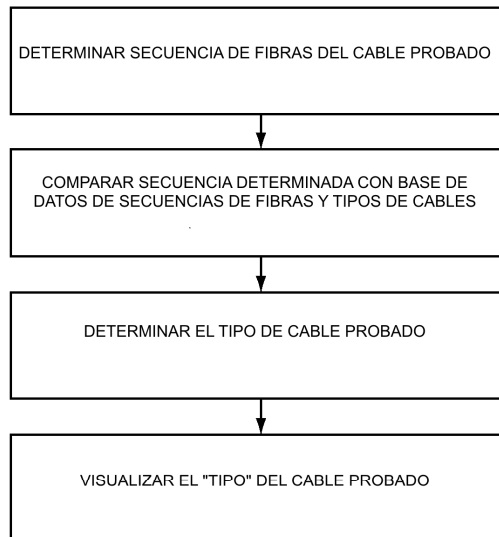 DETERMINAR SECUENCIA DE FIBRAS DEL CABLE PROBADO
COMPARAR SECUENCIA DETERMINADA CON BASE DE
DATOS DE SECUENCIAS DE FIBRAS Y TIPOS DE CABLES
DETERMINAR EL TIPO DE CABLE PROBADO
VISUALIZAR EL "TIPO" DEL CABLE PROBADO